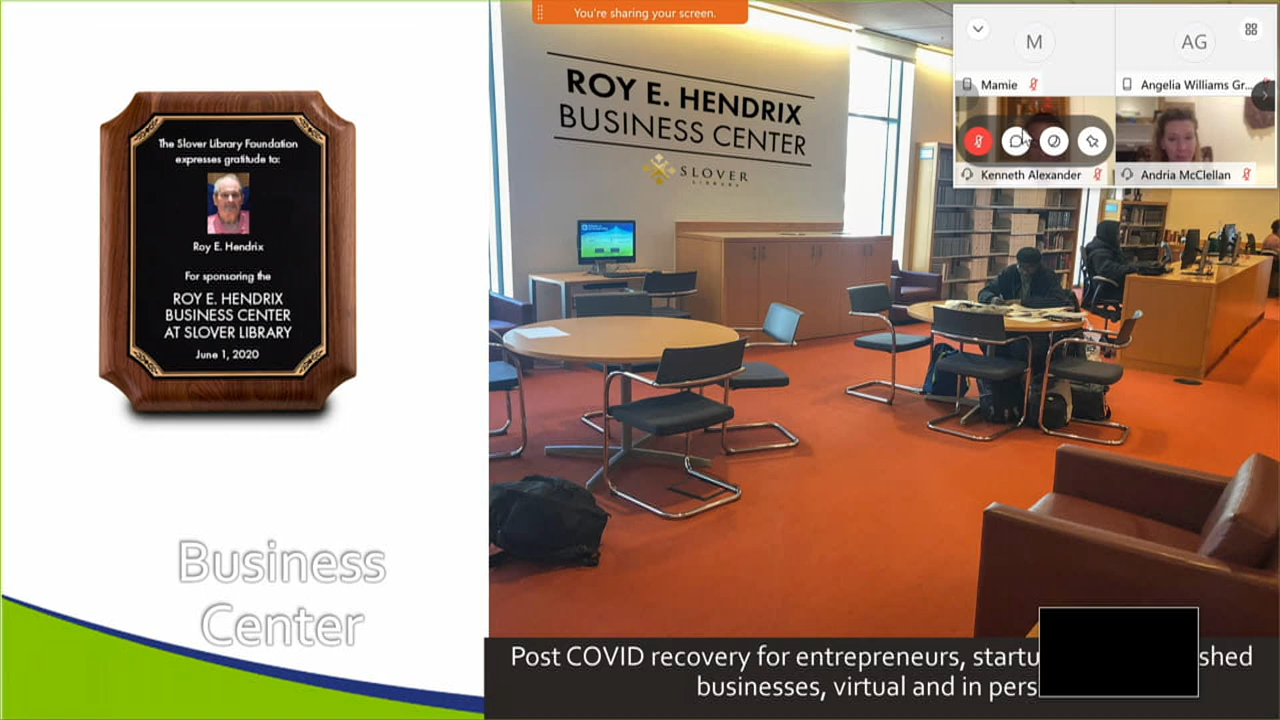 You're sharing your screen.
M
AG
Mamie
Angelia Williams Gr...
Kenneth Alexander
Andria McClellan
The Slover Library Foundation
expresses gratitude to:
Roy E. Hendrix
For sponsoring the
ROY E. HENDRIX
BUSINESS CENTER
AT SLOVER LIBRARY
June 1, 2020
ROY E. HENDRIX
BUSINESS CENTER
SLOVER
LIBRARY
Business
Center
Post COVID recovery for entrepreneurs, startu shed
businesses, virtual and in pers